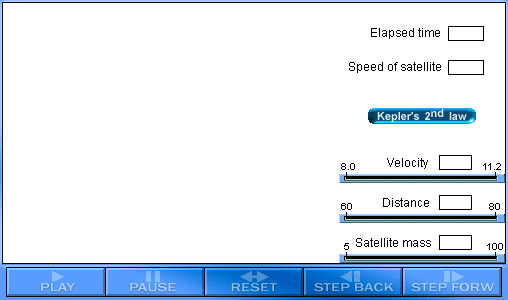 Elapsed time
Speed of satellite
Kepler's 2nd law
Velocity
8.0 11.2
Distance
60 80
Satellite mass
5 100
PLAY PAUSE RESET STEP BACK STEP FORW